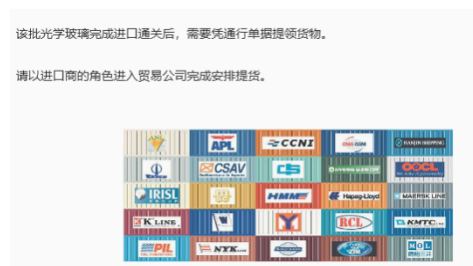 该批光学玻璃完成进口通关后，需要凭通行单据提领货物。
请以进口商的角色进入贸易公司完成安排提货。
APL
CCNI
HANJIN SHIPPING
CSAV
OOCL
IRISL
HMM
Hapag-Lloyd
MAERSK LINE
K LINE
RCL
KMTC
PIL
NYK
MOL